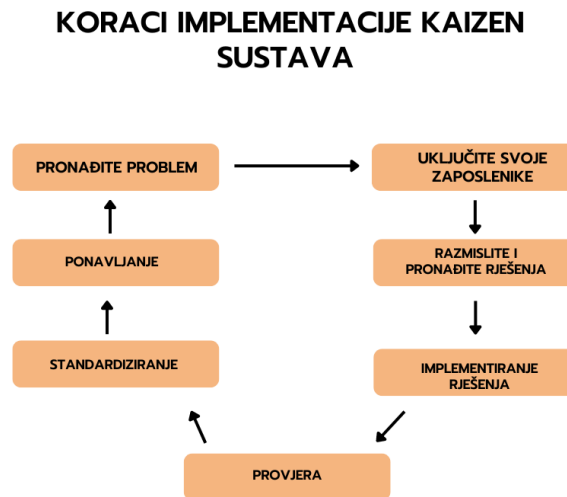 KORACI IMPLEMENTACIJE KAIZEN
SUSTAVA
PRONAĐITE PROBLEM
UKLJUČITE SVOJE
ZAPOSLENIKE
RAZMISLITE I
PRONAĐITE RJEŠENJA
IMPLEMENTIRANJE
RJEŠENJA
PROVJERA
STANDARDIZIRANJE
PONAVLJANJE